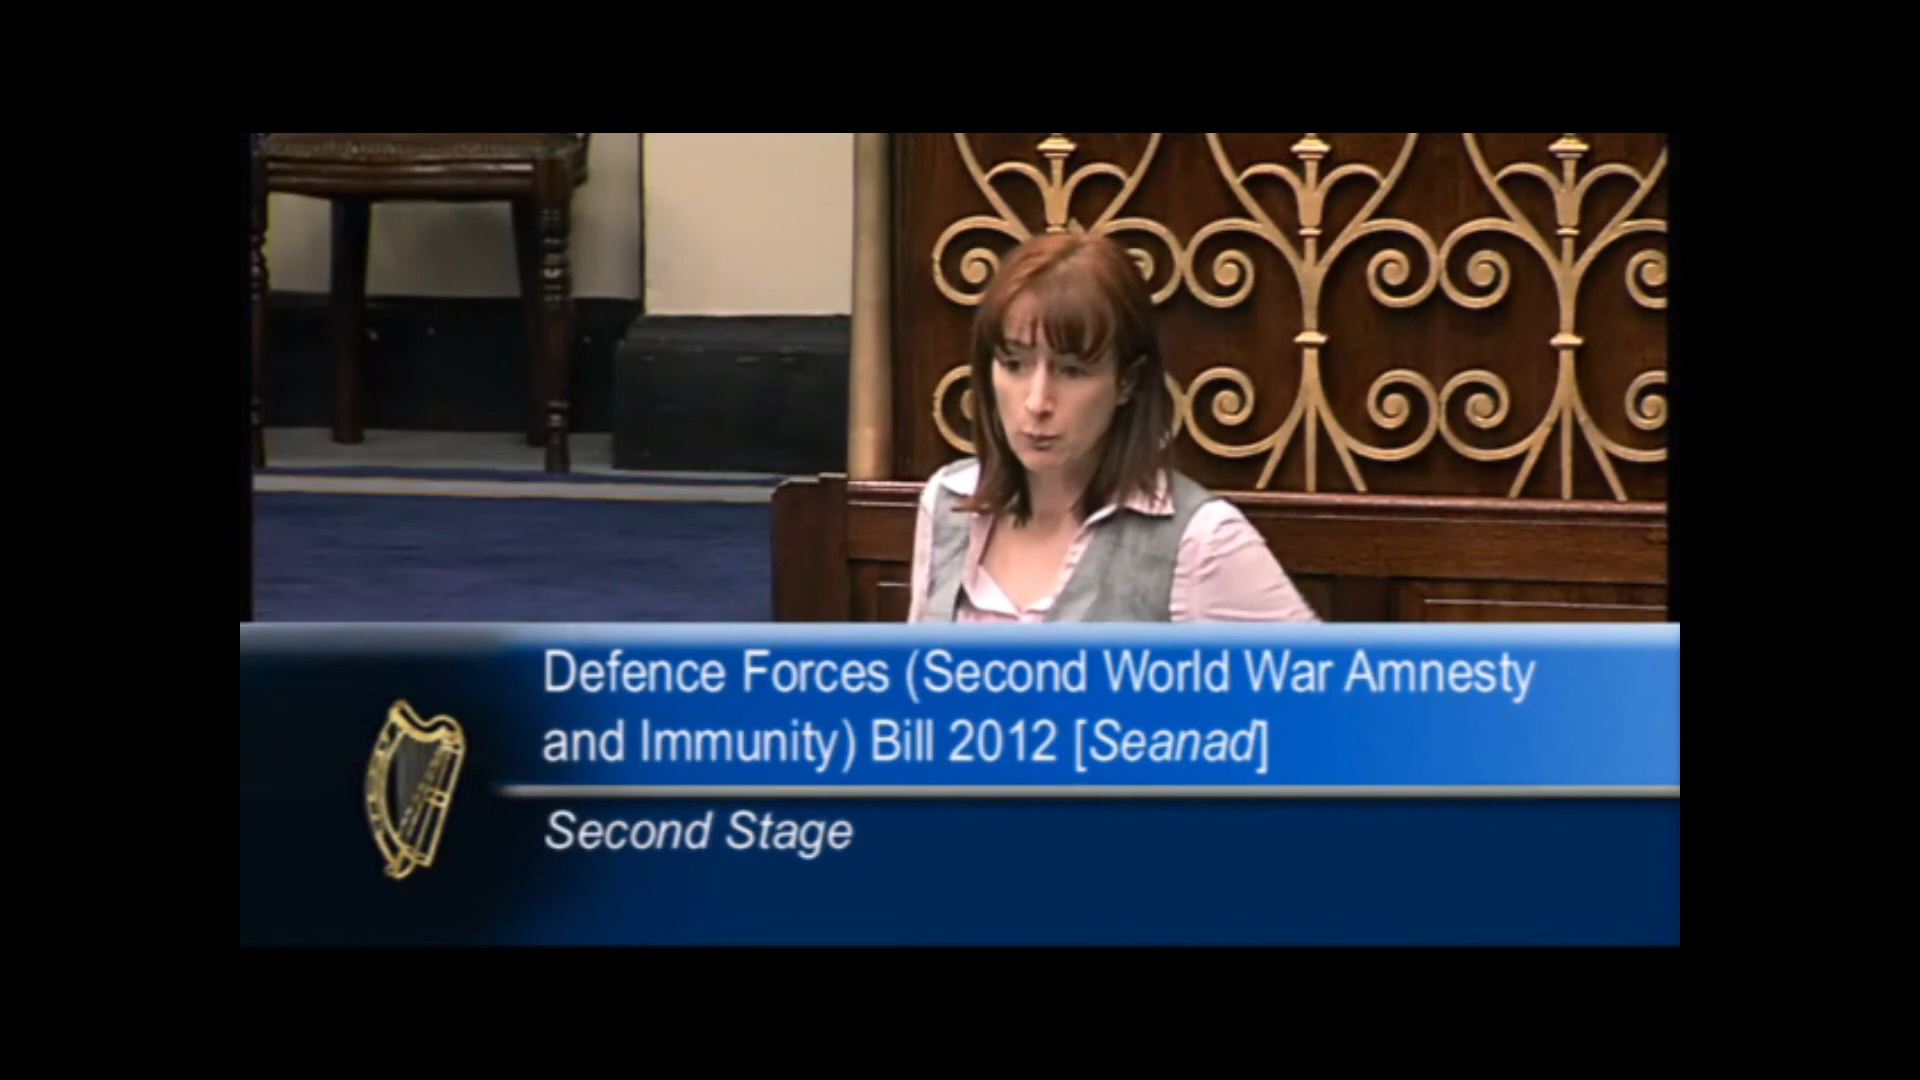 Defence Forces (Second World War Amnesty
and Immunity) Bill 2012 [Seanad]
Second Stage